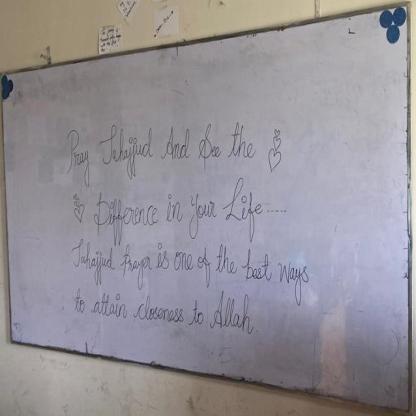 Pray Tahajjud And See the
Difference in Your Life.....
Tahajjud Prayer is one of the best ways
to attain closeness to Allah.